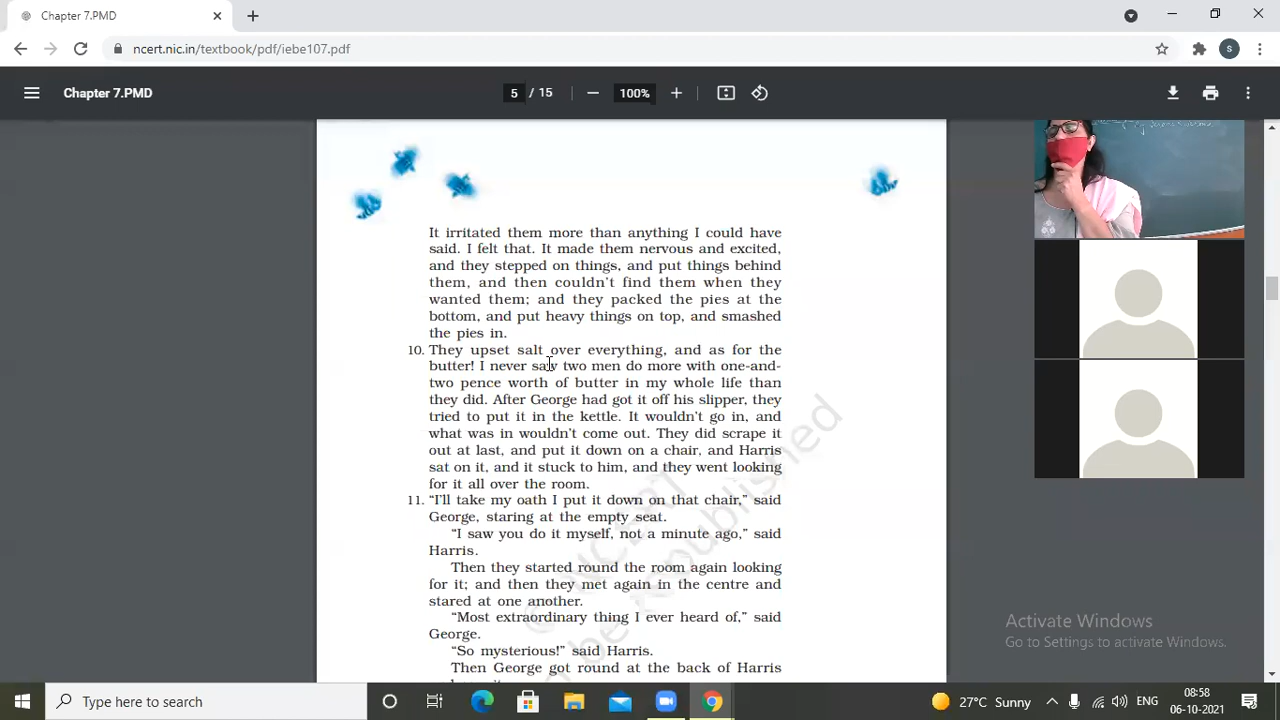 Chapter 7.PMD
ncert.nic.in/textbook/pdf/iebe107.pdf
S
Chapter 7.PMD
5 / 15
100%
It irritated them more than anything I could have
said. I felt that. It made them nervous and excited,
and they stepped on things, and put things behind
them, and then couldn't find them when they
wanted them; and they packed the pies at the
bottom, and put heavy things on top, and smashed
the pies in.
10. They upset salt over everything, and as for the
butter! I never saw two men do more with one-and-
two pence worth of butter in my whole life than
they did. After George had got it off his slipper, they
tried to put it in the kettle. It wouldn't go in, and
what was in wouldn't come out. They did scrape it
out at last, and put it down on a chair, and Harris
sat on it, and it stuck to him, and they went looking
for it all over the room.
11. “I'll take my oath I put it down on that chair,” said
George, staring at the empty seat.
“I saw you do it myself, not a minute ago,” said
Harris.
Then they started round the room again looking
for it; and then they met again in the centre and
stared at one another.
“Most extraordinary thing I ever heard of,” said
George.
“So mysterious!” said Harris.
Then George got round at the back of Harris
© NCERT
be republished
Activate Windows
Go to Settings to activate Windows.
Type here to search
27°C Sunny
ENG
08:58
06-10-2021